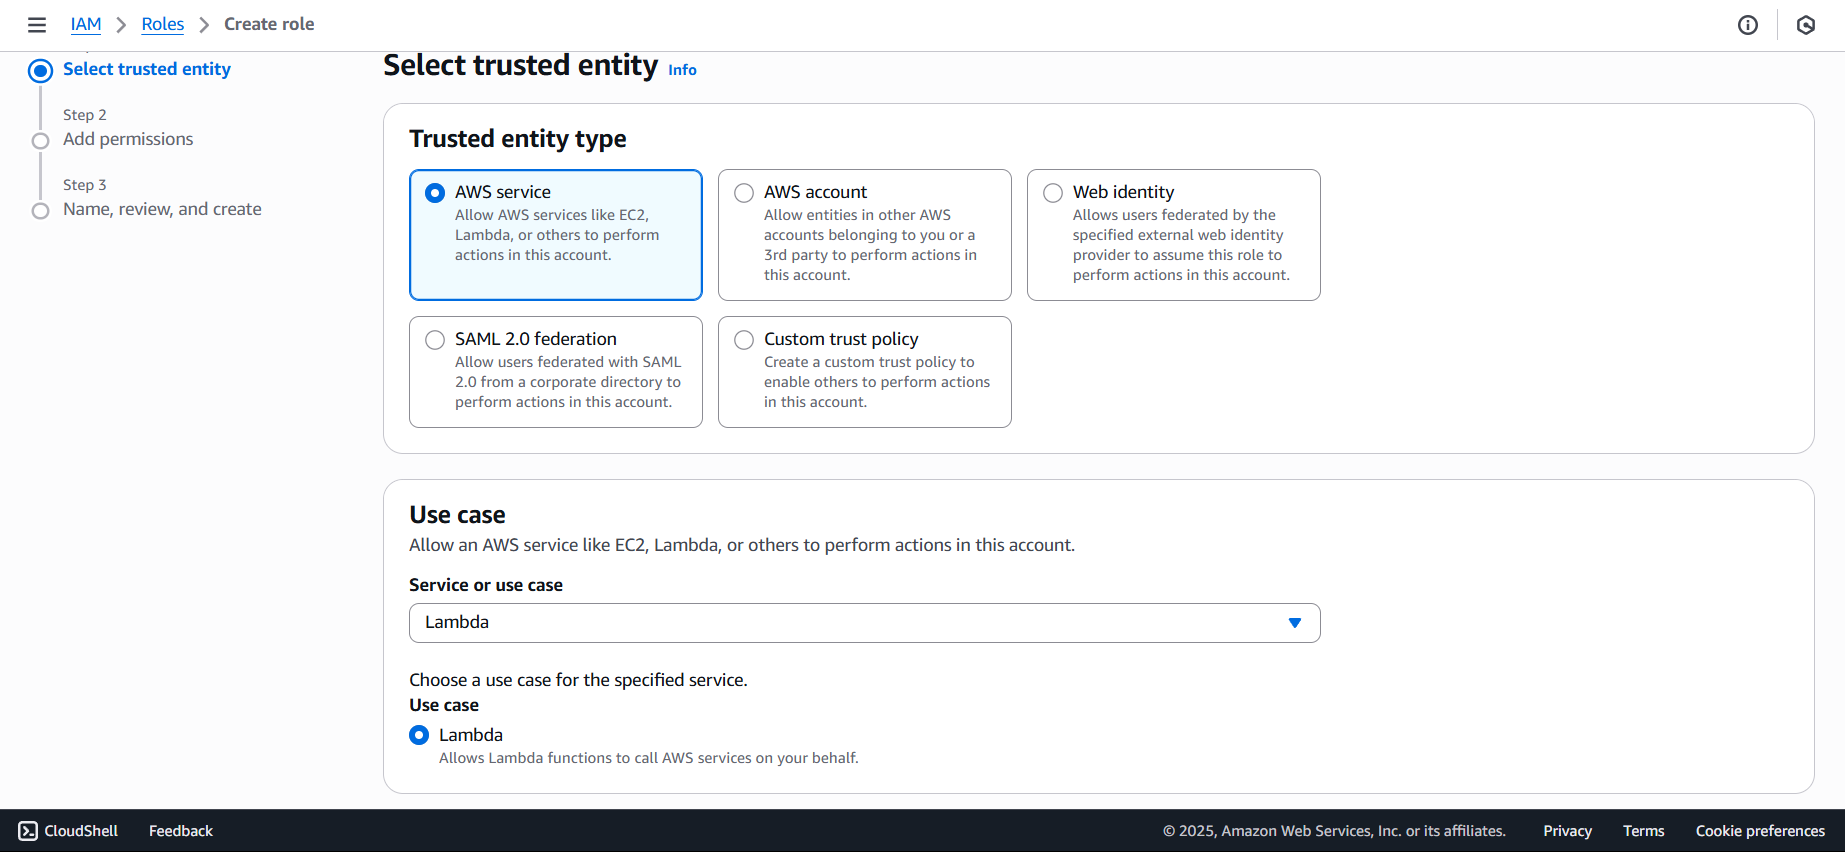 IAM > Roles > Create role
Select trusted entity
Step 2
Add permissions
Step 3
Name, review, and create
Select trusted entity Info
Trusted entity type
AWS service
Allow AWS services like EC2,
Lambda, or others to perform
actions in this account.
AWS account
Allow entities in other AWS
accounts belonging to you or a
3rd party to perform actions in
this account.
Web identity
Allows users federated by the
specified external web identity
provider to assume this role to
perform actions in this account.
SAML 2.0 federation
Allow users federated with SAML
2.0 from a corporate directory to
perform actions in this account.
Custom trust policy
Create a custom trust policy to
enable others to perform actions
in this account.
Use case
Allow an AWS service like EC2, Lambda, or others to perform actions in this account.
Service or use case
Lambda
Choose a use case for the specified service.
Use case
Lambda
Allows Lambda functions to call AWS services on your behalf.
CloudShell Feedback © 2025, Amazon Web Services, Inc. or its affiliates. Privacy Terms Cookie preferences